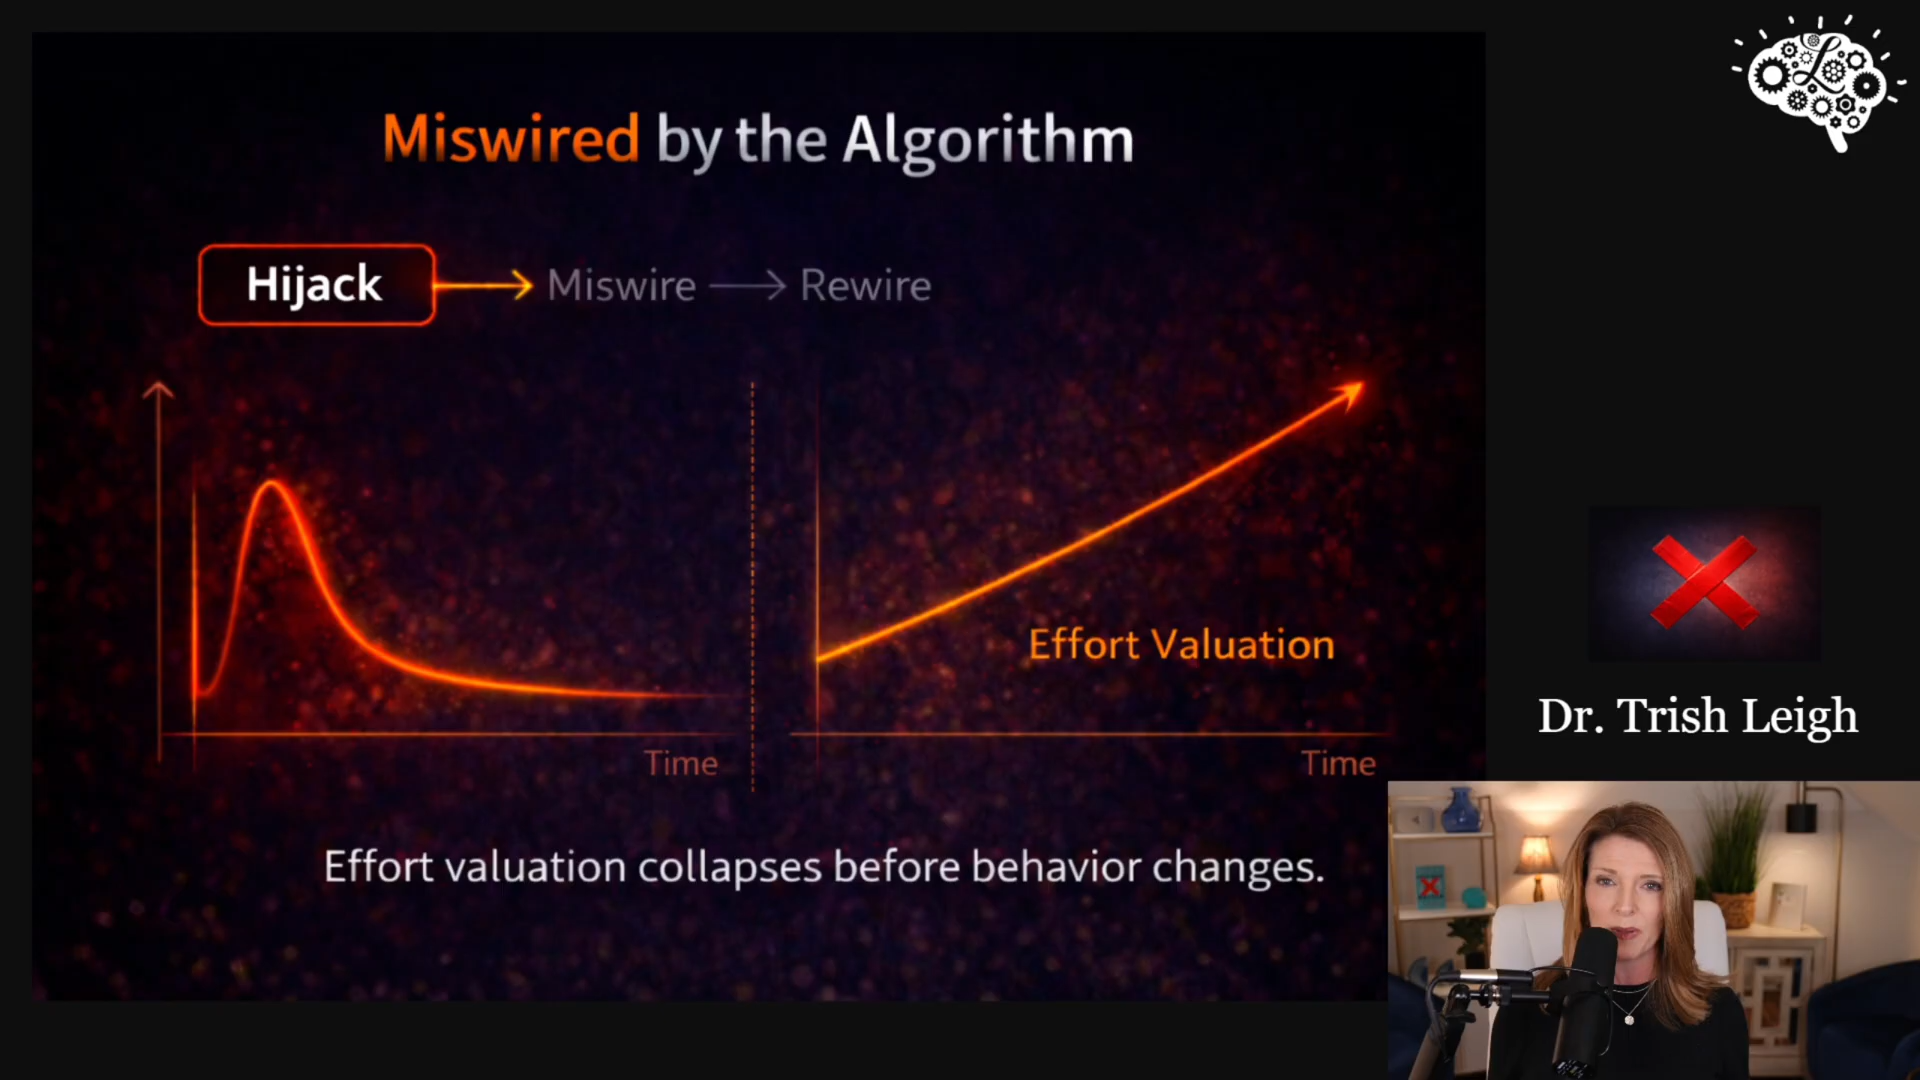 Miswired by the Algorithm
Hijack → Miswire → Rewire
Effort Valuation
Time
Time
Effort valuation collapses before behavior changes.
Dr. Trish Leigh